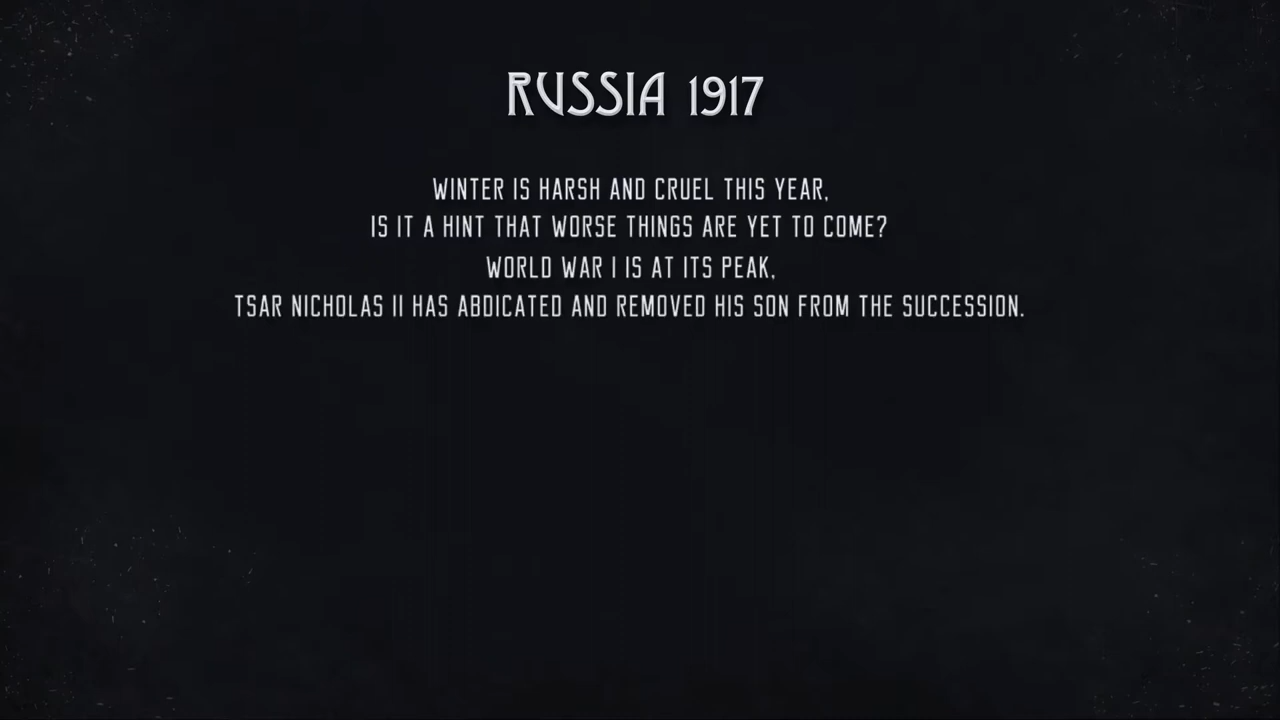 RUSSIA 1917
WINTER IS HARSH AND CRUEL THIS YEAR,
IS IT A HINT THAT WORSE THINGS ARE YET TO COME?
WORLD WAR I IS AT ITS PEAK,
TSAR NICHOLAS II HAS ABDICATED AND REMOVED HIS SON FROM THE SUCCESSION.